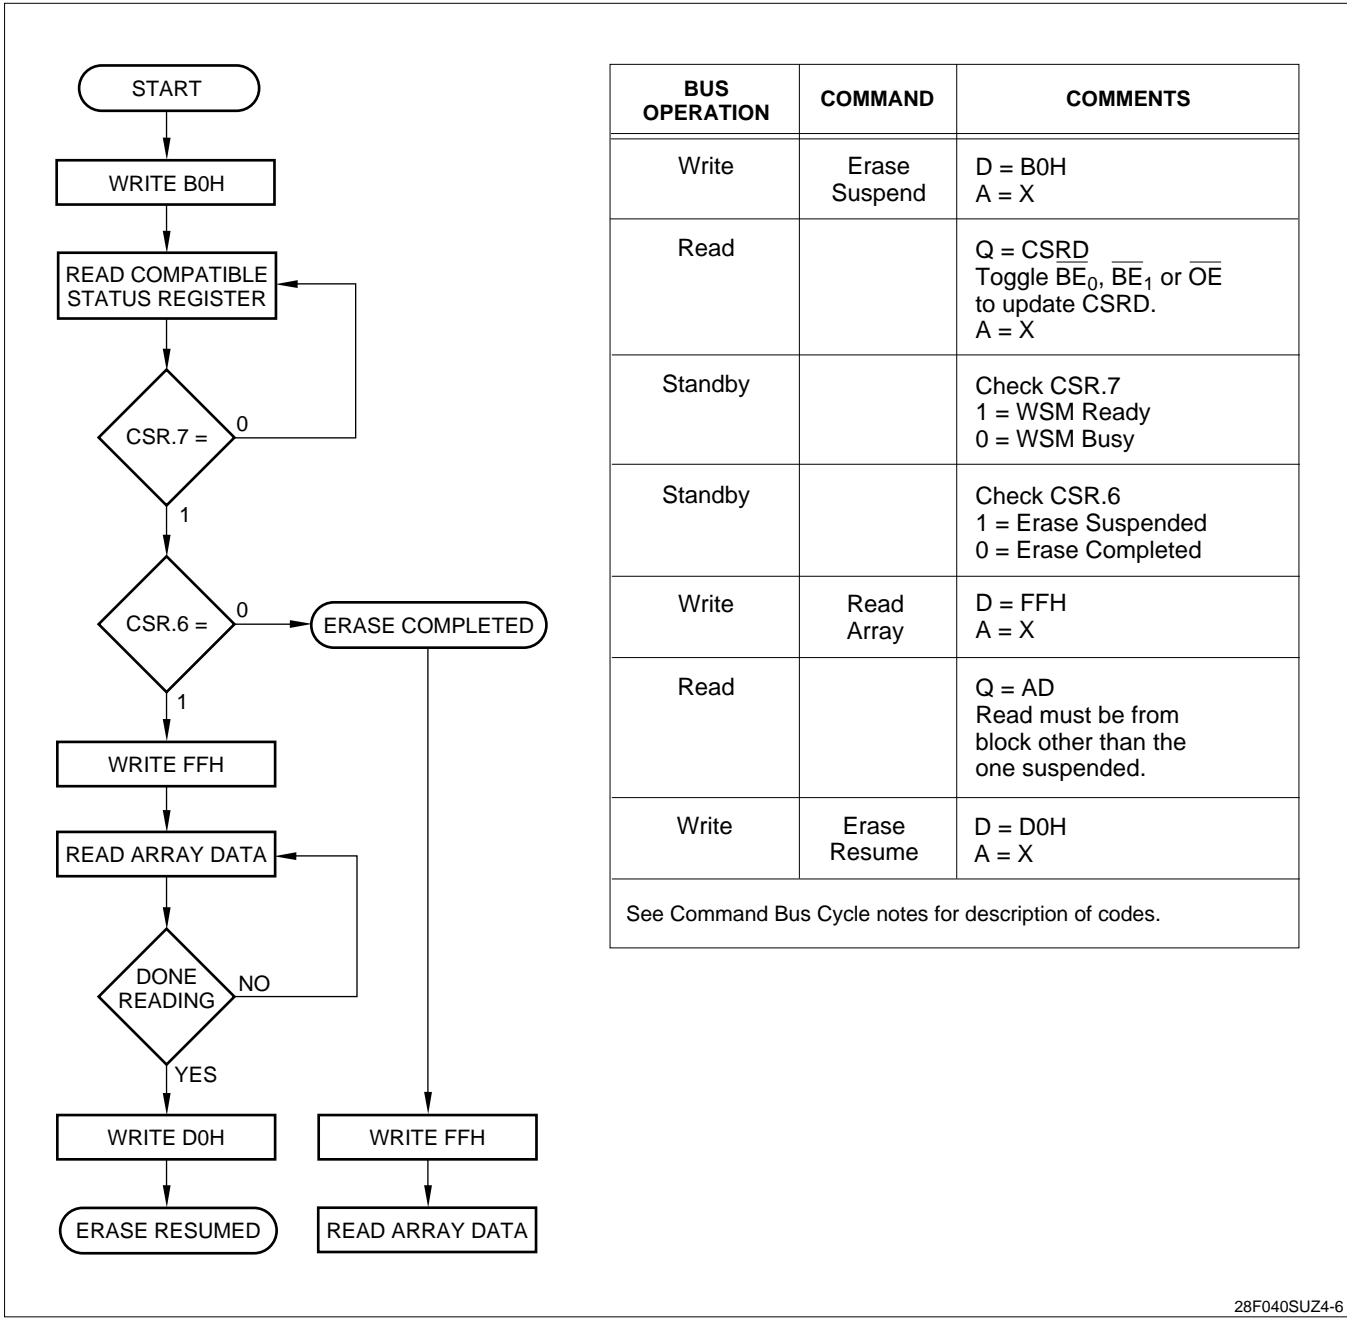 START
WRITE B0H
READ COMPATIBLE
STATUS REGISTER
CSR.7 =
0
1
CSR.6 =
0
ERASE COMPLETED
1
WRITE FFH
READ ARRAY DATA
DONE
READING
NO
YES
WRITE D0H
WRITE FFH
ERASE RESUMED
READ ARRAY DATA
BUS
OPERATION
COMMAND
COMMENTS
Write
Erase
Suspend
D = B0H
A = X
Read
Q = CSRD
Toggle B̅E̅₀, B̅E̅₁ or O̅E̅
to update CSRD.
A = X
Standby
Check CSR.7
1 = WSM Ready
0 = WSM Busy
Standby
Check CSR.6
1 = Erase Suspended
0 = Erase Completed
Write
Read
Array
D = FFH
A = X
Read
Q = AD
Read must be from
block other than the
one suspended.
Write
Erase
Resume
D = D0H
A = X
See Command Bus Cycle notes for description of codes.
28F040SUZ4-6